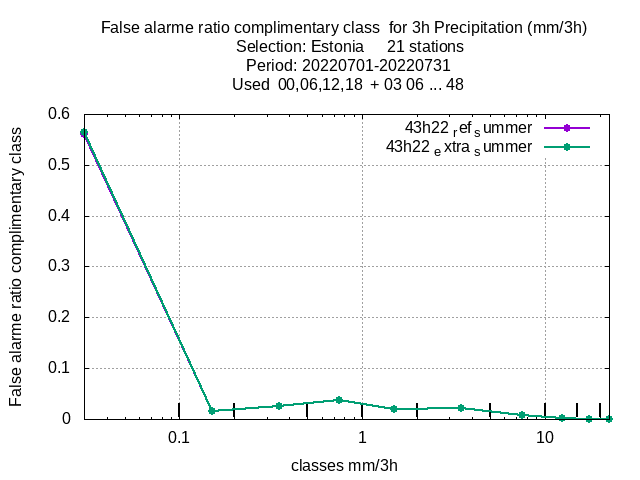 False alarme ratio complimentary class  for 3h Precipitation (mm/3h)
Selection: Estonia     21 stations
Period: 20220701-20220731
Used  00,06,12,18  + 03 06 ... 48
43h22 ref summer
43h22 extra summer
0.6
0.5
0.4
0.3
0.2
0.1
0
False alarme ratio complimentary class
0.1
1
10
classes mm/3h